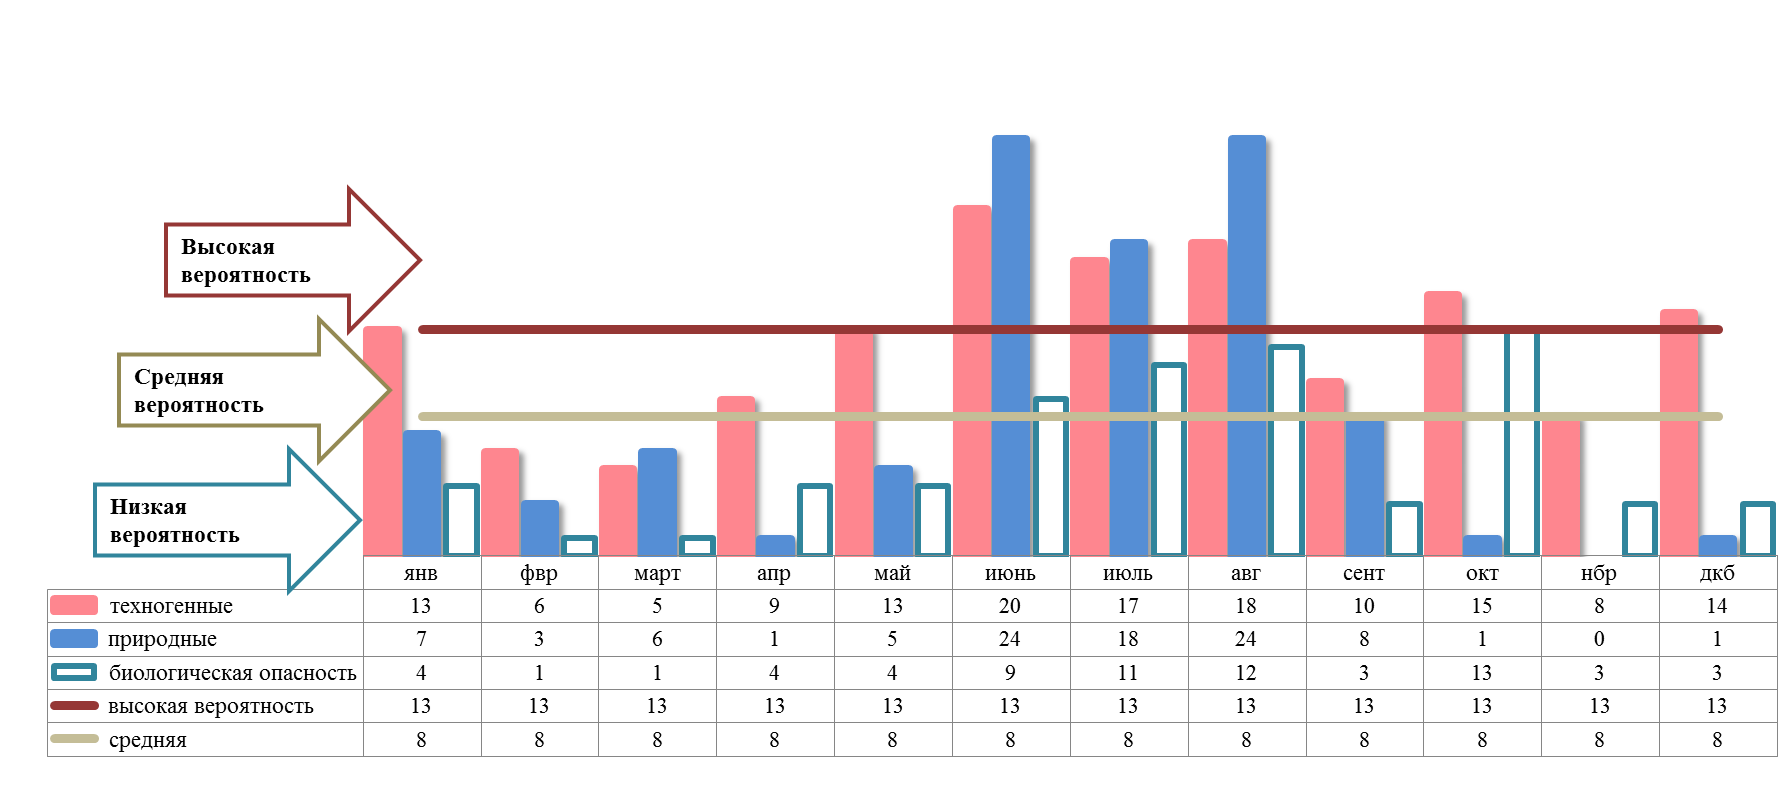 Высокая
вероятность
Средняя
вероятность
Низкая
вероятность
янв фвр март апр май июнь июль авг сент окт нбр дкб
техногенные 13 6 5 9 13 20 17 18 10 15 8 14
природные 7 3 6 1 5 24 18 24 8 1 0 1
биологическая опасность 4 1 1 4 4 9 11 12 3 13 3 3
высокая вероятность 13 13 13 13 13 13 13 13 13 13 13 13
средняя 8 8 8 8 8 8 8 8 8 8 8 8